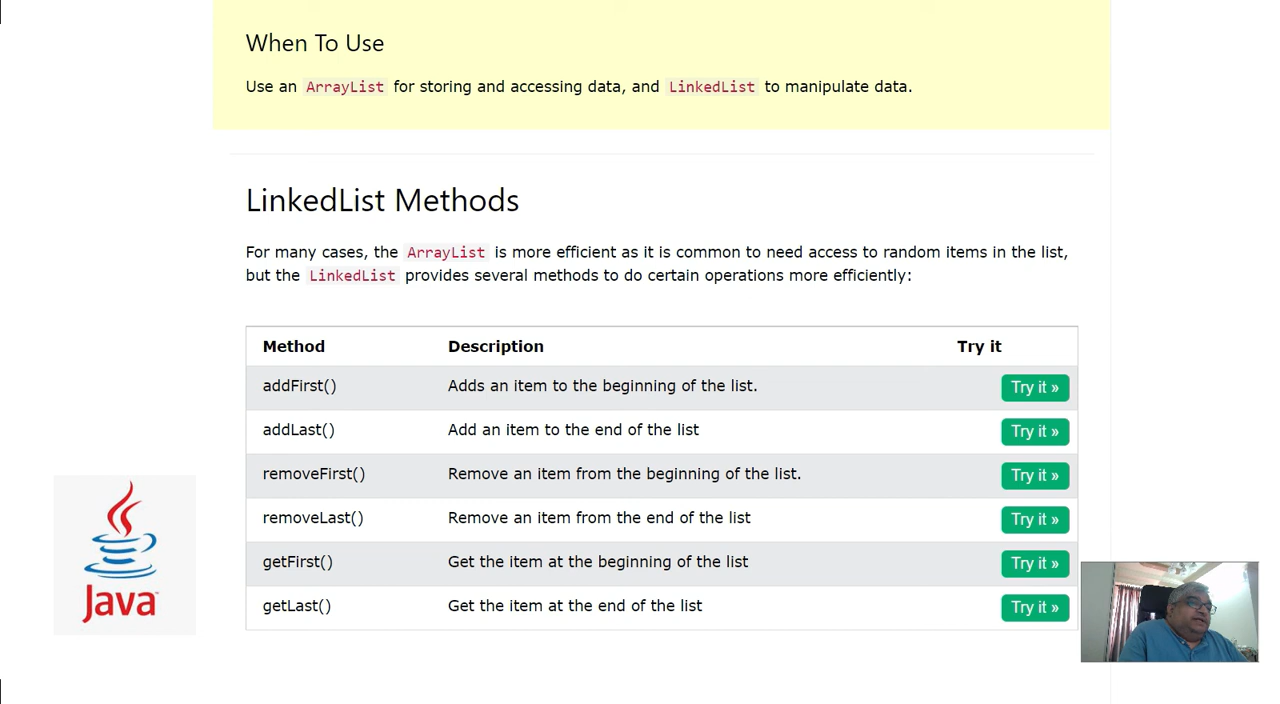 When To Use
Use an ArrayList for storing and accessing data, and LinkedList to manipulate data.
LinkedList Methods
For many cases, the ArrayList is more efficient as it is common to need access to random items in the list,
but the LinkedList provides several methods to do certain operations more efficiently:
Method Description Try it
addFirst() Adds an item to the beginning of the list. Try it »
addLast() Add an item to the end of the list Try it »
removeFirst() Remove an item from the beginning of the list. Try it »
removeLast() Remove an item from the end of the list Try it »
getFirst() Get the item at the beginning of the list Try it »
getLast() Get the item at the end of the list Try it »
Java